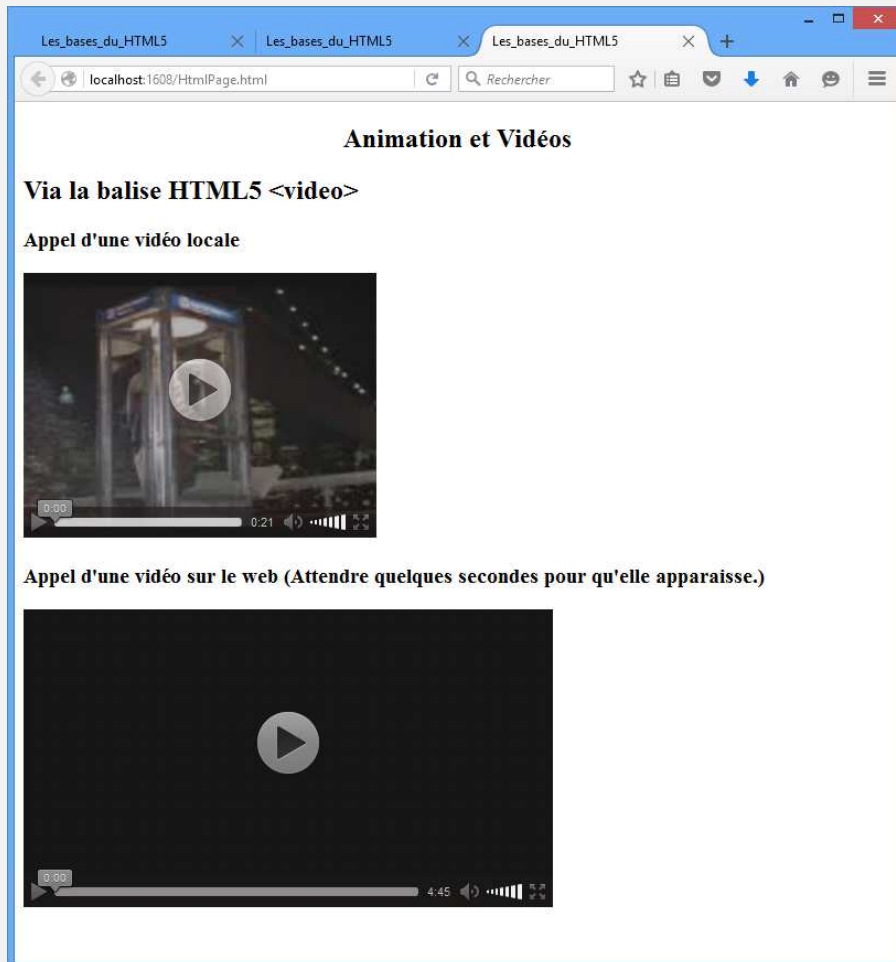 Les_bases_du_HTML5
Les_bases_du_HTML5
Les_bases_du_HTML5
localhost:1608/HtmlPage.html
Rechercher
Animation et Vidéos
Via la balise HTML5 <video>
Appel d'une vidéo locale
0:00
0:21
Appel d'une vidéo sur le web (Attendre quelques secondes pour qu'elle apparaisse.)
0:00
4:45